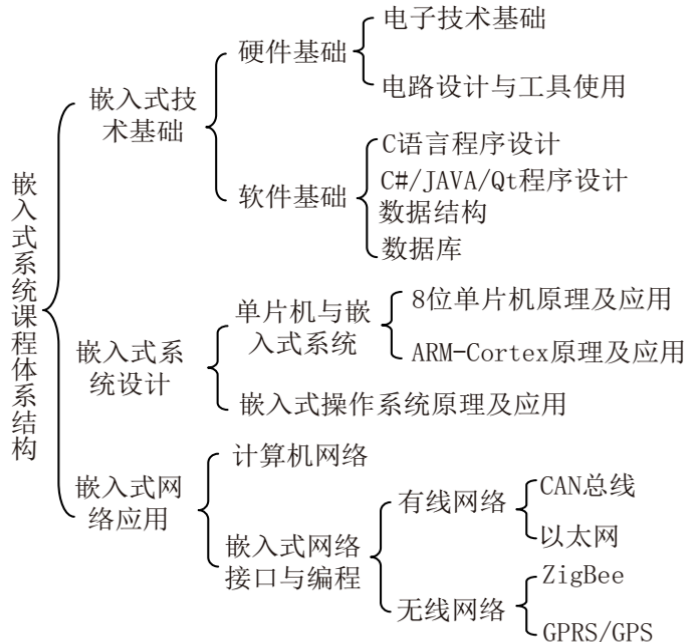 嵌入式系统课程体系结构
嵌入式技
术基础
硬件基础
电子技术基础
电路设计与工具使用
软件基础
C语言程序设计
C#/JAVA/Qt程序设计
数据结构
数据库
嵌入式系
统设计
单片机与嵌
入式系统
8位单片机原理及应用
ARM-Cortex原理及应用
嵌入式操作系统原理及应用
嵌入式网
络应用
计算机网络
嵌入式网络
接口与编程
有线网络
CAN总线
以太网
无线网络
ZigBee
GPRS/GPS